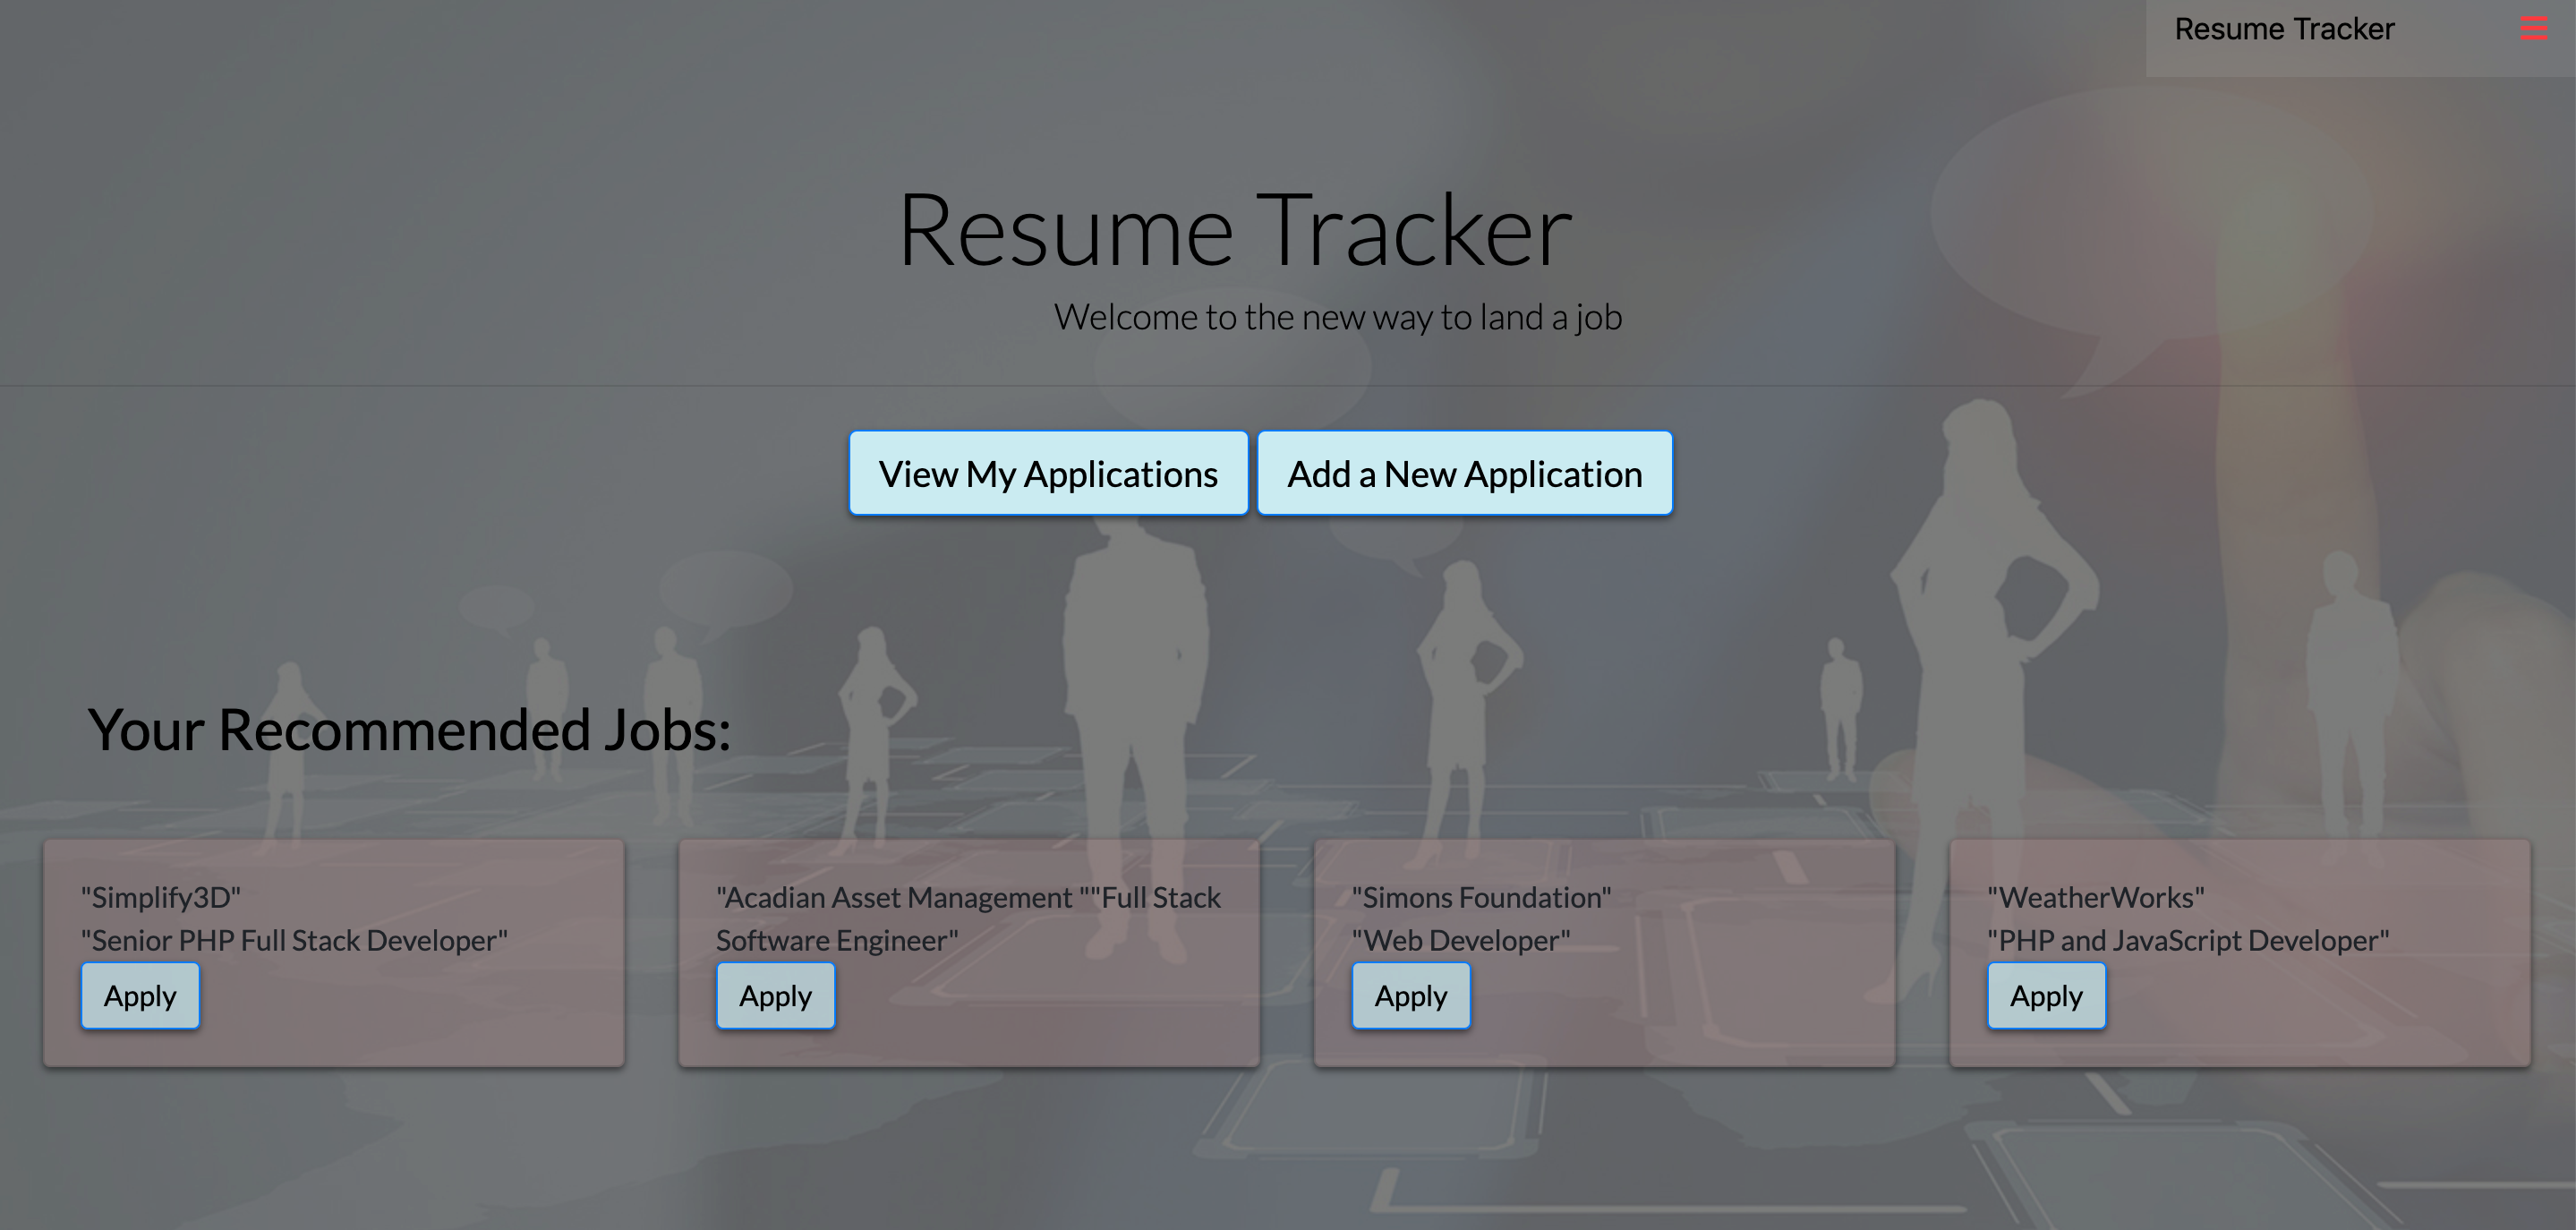 Resume Tracker
Resume Tracker
Welcome to the new way to land a job
View My Applications
Add a New Application
Your Recommended Jobs:
"Simplify3D"
"Senior PHP Full Stack Developer"
Apply
"Acadian Asset Management ""Full Stack
Software Engineer"
Apply
"Simons Foundation"
"Web Developer"
Apply
"WeatherWorks"
"PHP and JavaScript Developer"
Apply